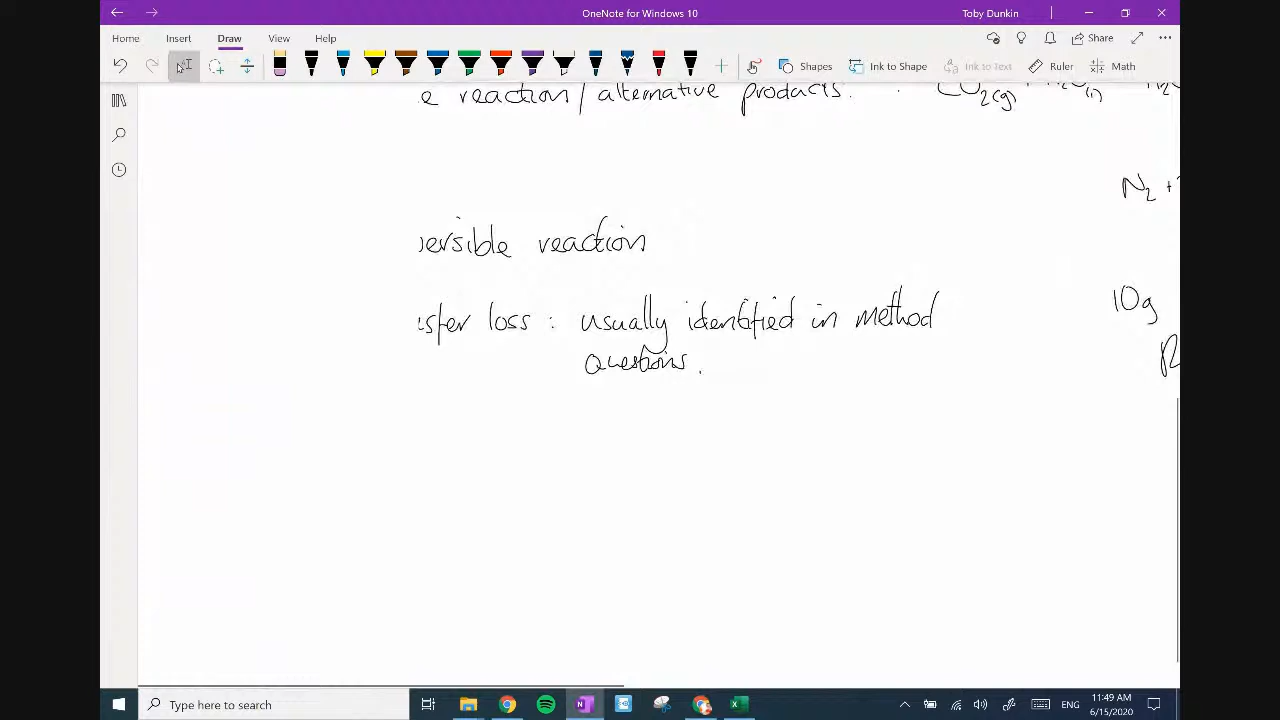 OneNote for Windows 10
Toby Dunkin
Home Insert Draw View Help
Share
Shapes Ink to Shape Ink to Text Ruler Math
e reaction/alternative products.
CO2(g)
N2 +
versible reaction
10g
sfer loss : usually identified in method
questions.
Type here to search
ENG
11:49 AM
6/15/2020